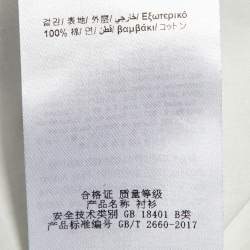 겉감/ 表地/ 外层/ خارجي/ Εξωτερικό
100% 棉/ 면/ قطن/ βαμβάκι/ コットン
合格证 质量等级
产品名称 衬衫
安全技术类别 GB 18401 B类
产品标准编号 GB/T 2660-2017